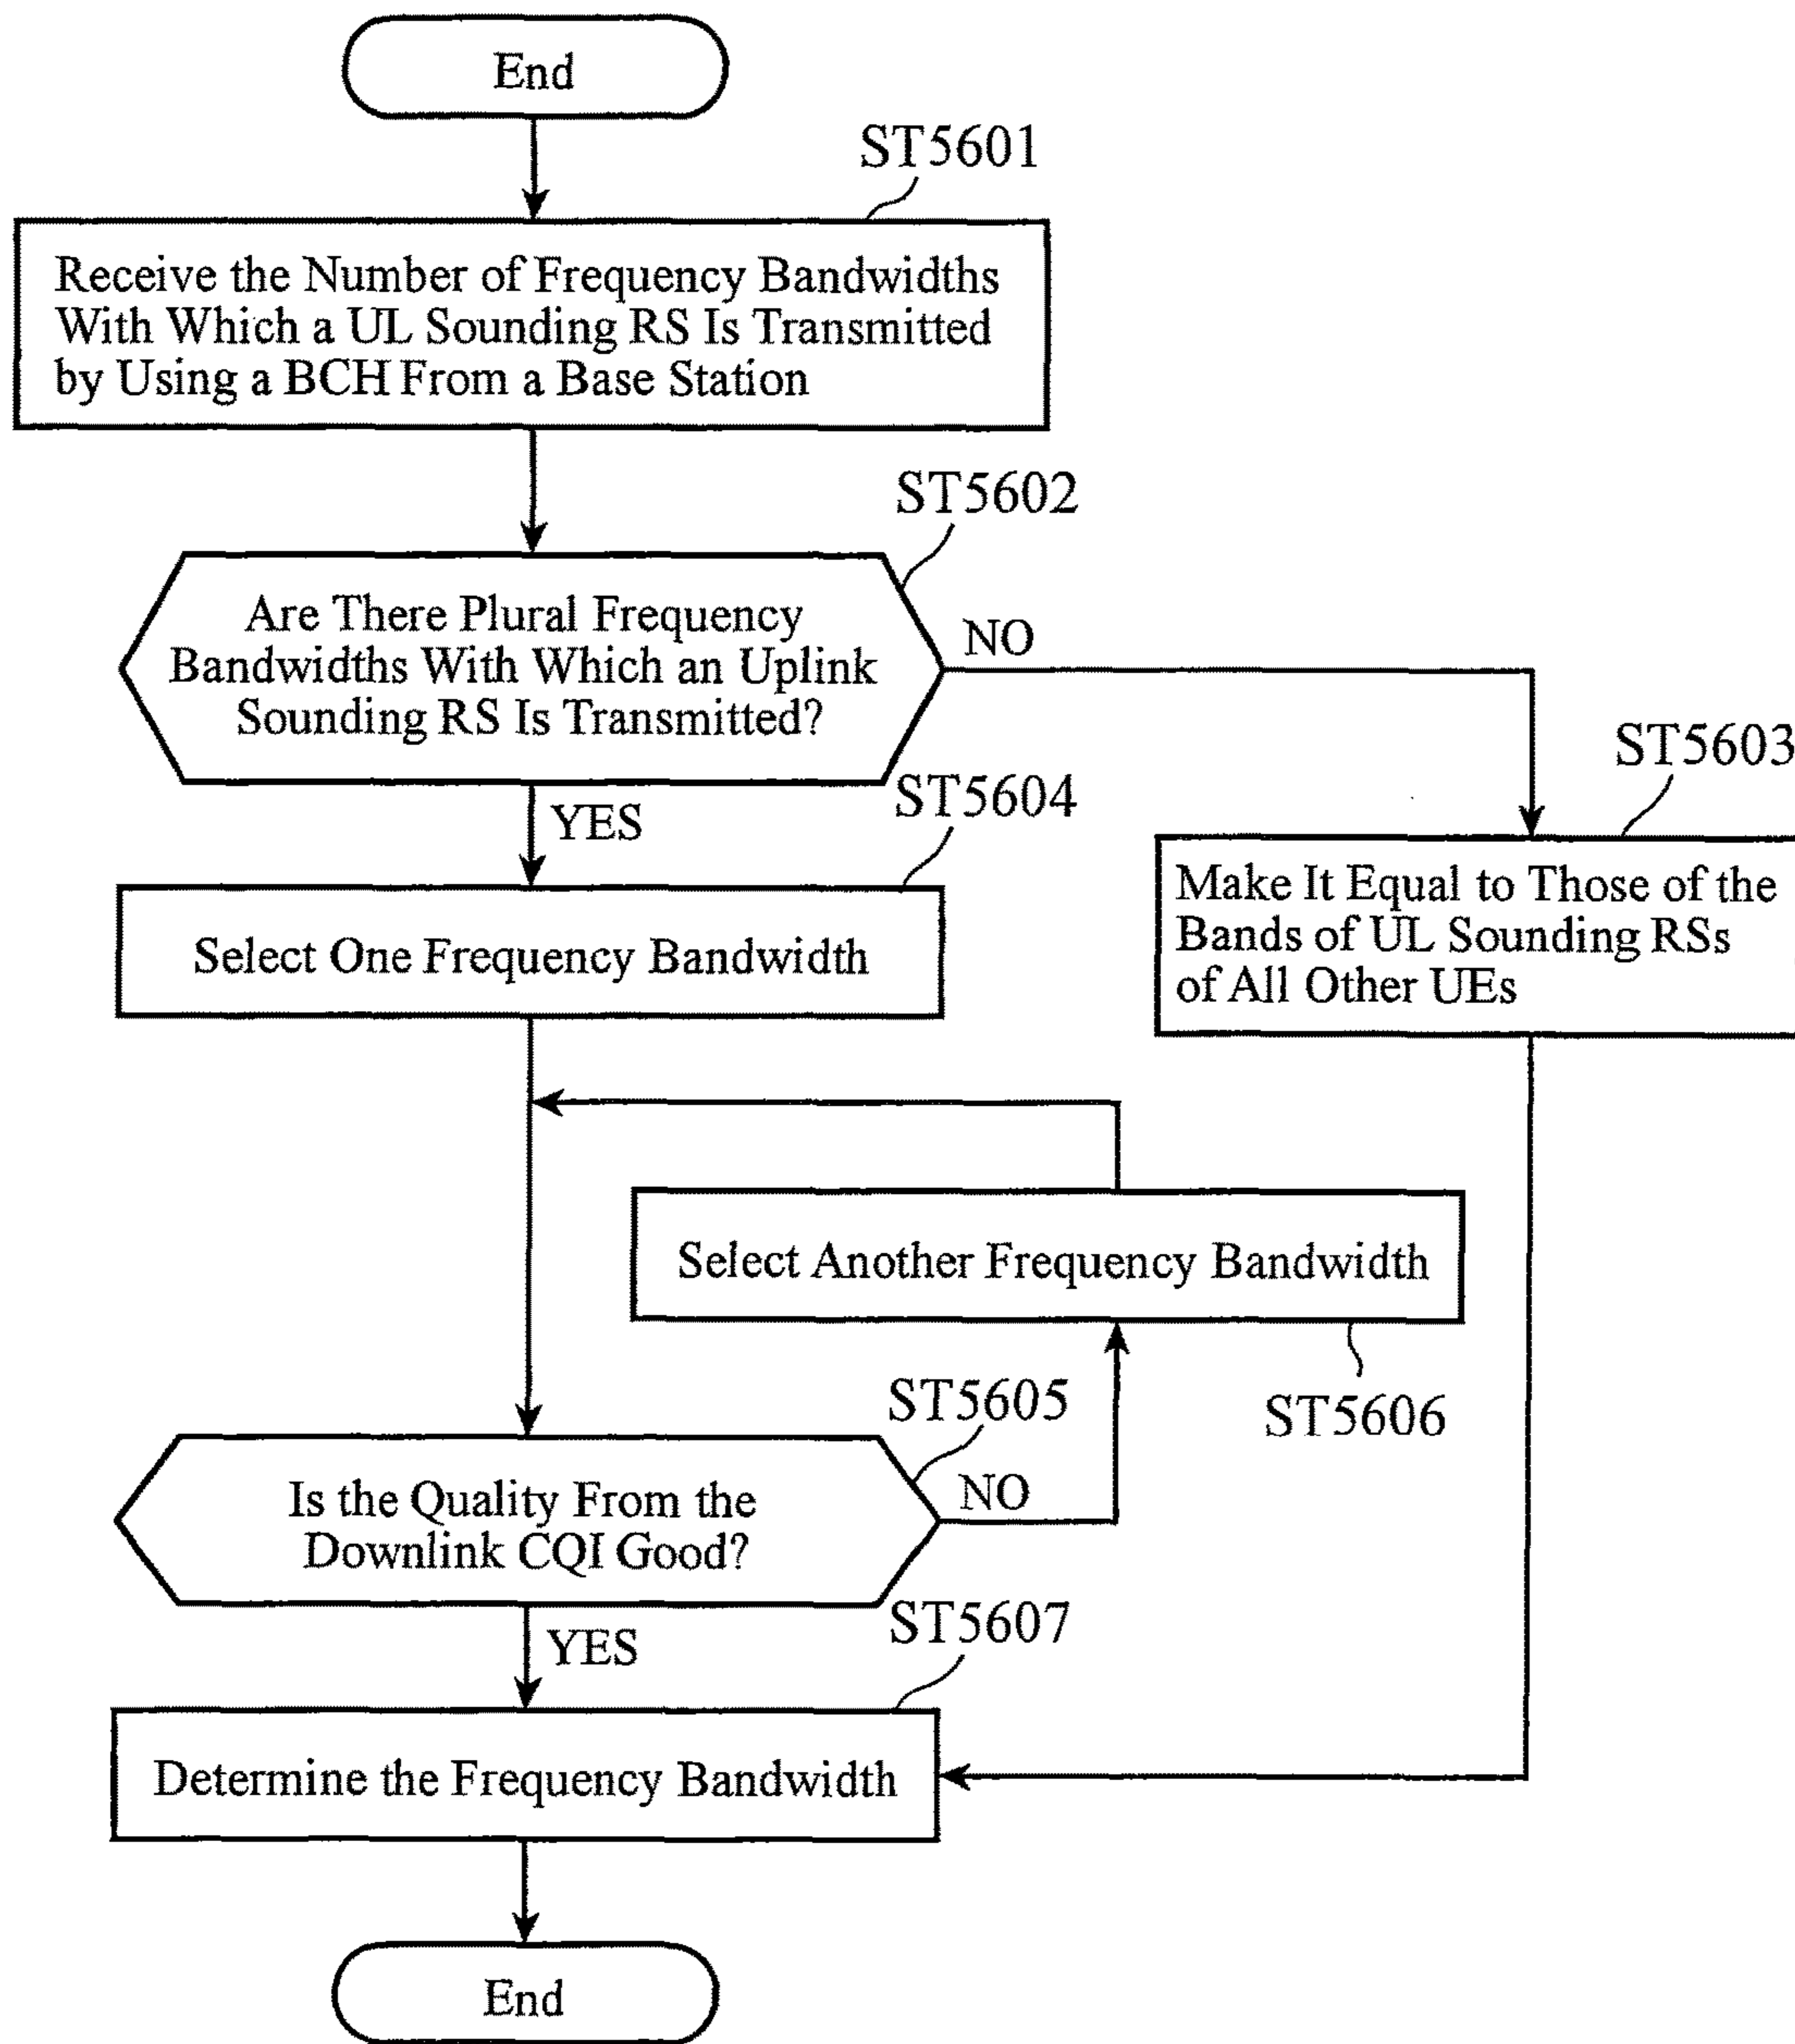 End
ST5601
Receive the Number of Frequency Bandwidths
With Which a UL Sounding RS Is Transmitted
by Using a BCH From a Base Station
ST5602
Are There Plural Frequency
Bandwidths With Which an Uplink
Sounding RS Is Transmitted?
NO
ST5603
YES
ST5604
Make It Equal to Those of the
Bands of UL Sounding RSs
of All Other UEs
Select One Frequency Bandwidth
Select Another Frequency Bandwidth
ST5606
ST5605
Is the Quality From the
Downlink CQI Good?
NO
YES
ST5607
Determine the Frequency Bandwidth
End